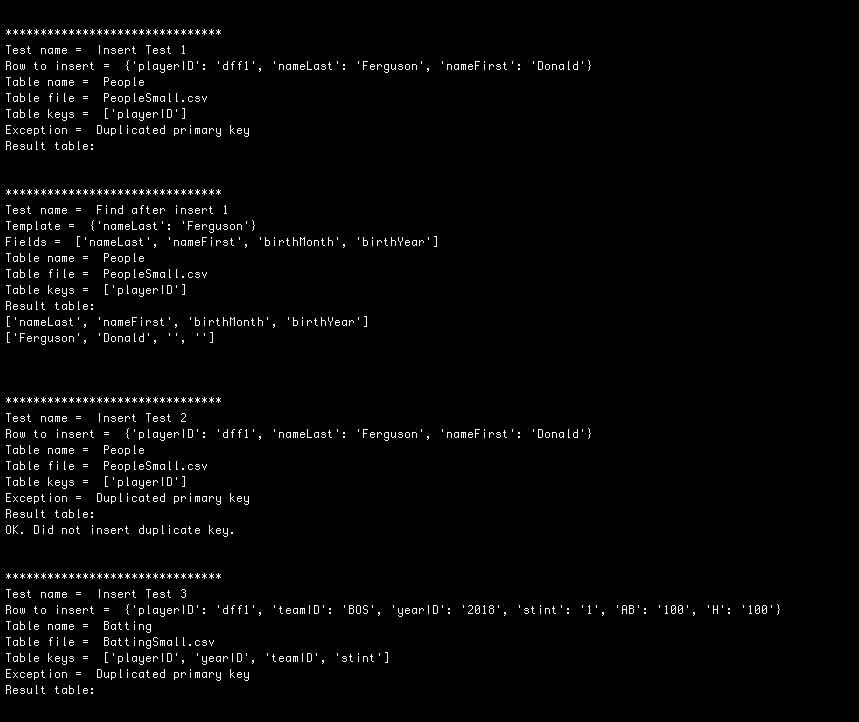 *******************************
Test name =  Insert Test 1
Row to insert =  {'playerID': 'dff1', 'nameLast': 'Ferguson', 'nameFirst': 'Donald'}
Table name =  People
Table file =  PeopleSmall.csv
Table keys =  ['playerID']
Exception =  Duplicated primary key
Result table:
*******************************
Test name =  Find after insert 1
Template =  {'nameLast': 'Ferguson'}
Fields =  ['nameLast', 'nameFirst', 'birthMonth', 'birthYear']
Table name =  People
Table file =  PeopleSmall.csv
Table keys =  ['playerID']
Result table:
['nameLast', 'nameFirst', 'birthMonth', 'birthYear']
['Ferguson', 'Donald', '', '']
*******************************
Test name =  Insert Test 2
Row to insert =  {'playerID': 'dff1', 'nameLast': 'Ferguson', 'nameFirst': 'Donald'}
Table name =  People
Table file =  PeopleSmall.csv
Table keys =  ['playerID']
Exception =  Duplicated primary key
Result table:
OK. Did not insert duplicate key.
*******************************
Test name =  Insert Test 3
Row to insert =  {'playerID': 'dff1', 'teamID': 'BOS', 'yearID': '2018', 'stint': '1', 'AB': '100', 'H': '100'}
Table name =  Batting
Table file =  BattingSmall.csv
Table keys =  ['playerID', 'yearID', 'teamID', 'stint']
Exception =  Duplicated primary key
Result table: